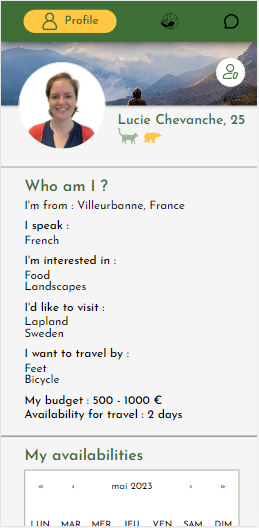 Profile
Lucie Chevanche, 25
Who am I ?
I'm from : Villeurbanne, France
I speak :
French
I'm interested in :
Food
Landscapes
I'd like to visit :
Lapland
Sweden
I want to travel by :
Feet
Bicycle
My budget : 500 - 1000 €
Availability for travel : 2 days
My availabilities
« ‹ mai 2023 › »
LUN MAR MER JEU VEN SAM DIM